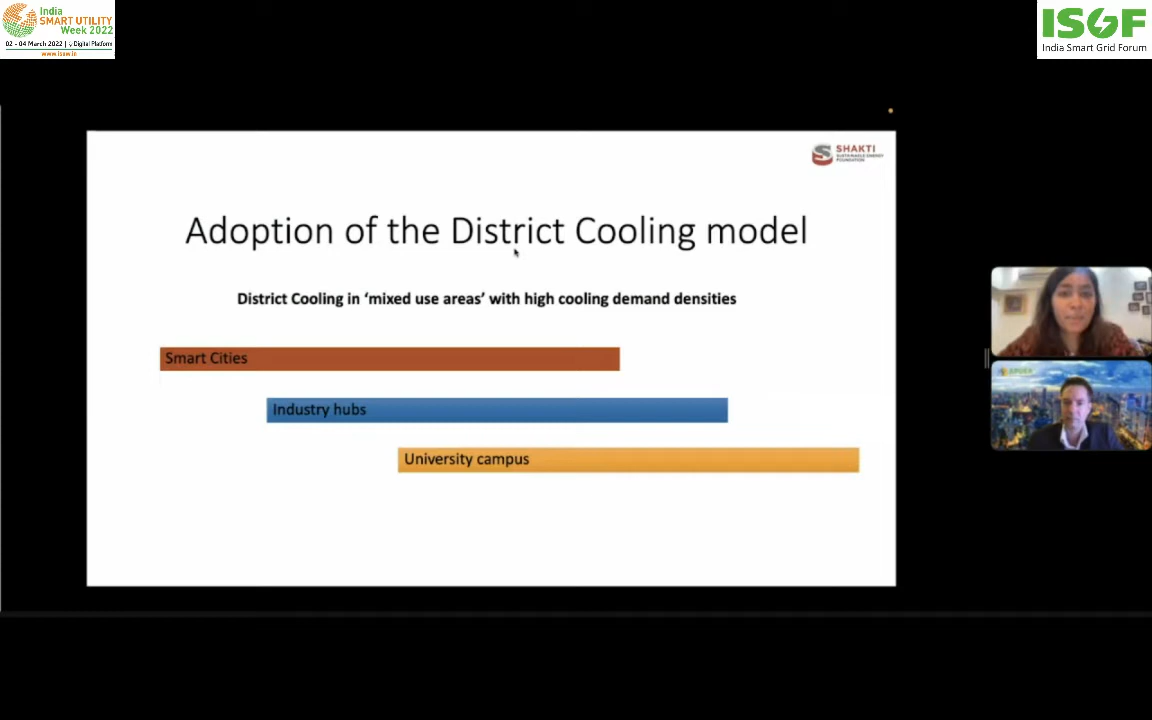 India
SMART UTILITY
Week 2022
02 - 04 March 2022 | Digital Platform
www.isuw.in
ISGF
India Smart Grid Forum
SHAKTI
SUSTAINABLE ENERGY
FOUNDATION
Adoption of the District Cooling model
District Cooling in ‘mixed use areas’ with high cooling demand densities
Smart Cities
Industry hubs
University campus